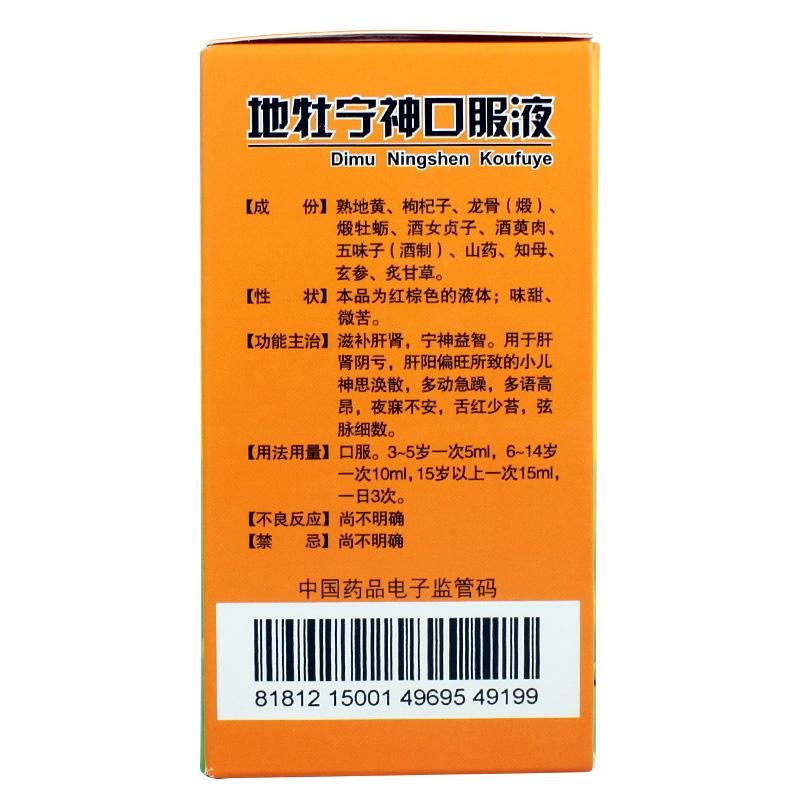 地牡宁神口服液
Dimu Ningshen Koufuye
【成 份】熟地黄、枸杞子、龙骨（煅）、
煅牡蛎、酒女贞子、酒萸肉、
五味子（酒制）、山药、知母、
玄参、炙甘草。
【性 状】本品为红棕色的液体；味甜、
微苦。
【功能主治】滋补肝肾，宁神益智。用于肝
肾阴亏，肝阳偏旺所致的小儿
神思涣散，多动急躁，多语高
昂，夜寐不安，舌红少苔，弦
脉细数。
【用法用量】口服。3~5岁一次5ml，6~14岁
一次10ml，15岁以上一次15ml，
一日3次。
【不良反应】尚不明确
【禁 忌】尚不明确
中国药品电子监管码
81812 15001 49695 49199